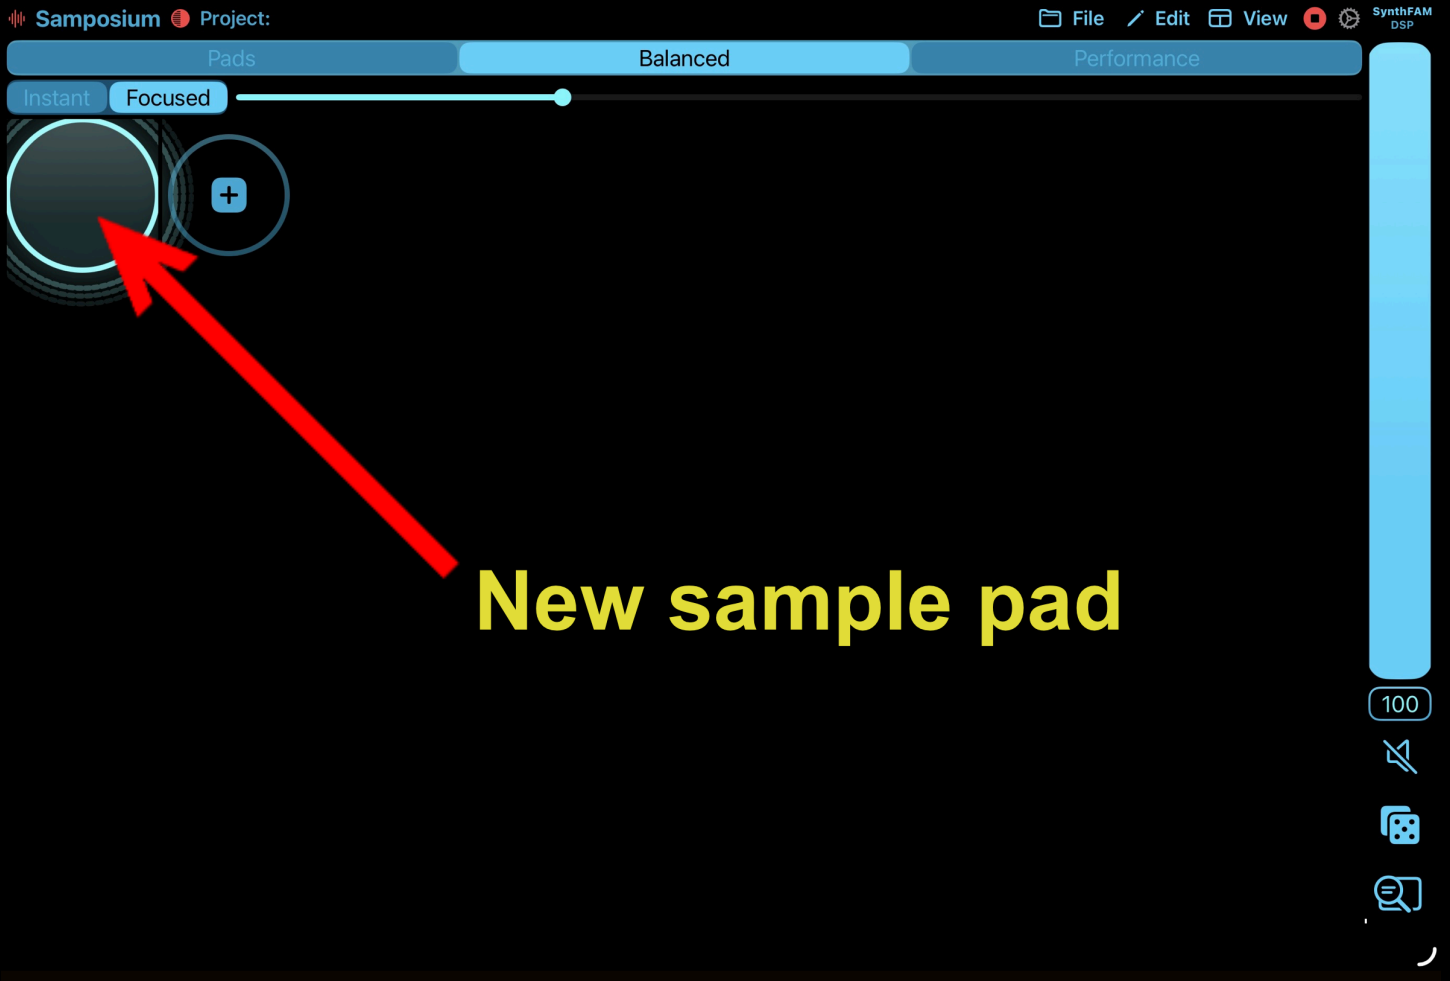 Samposium Project: File Edit View SynthFAM
DSP
Pads Balanced Performance
Instant Focused
New sample pad
100